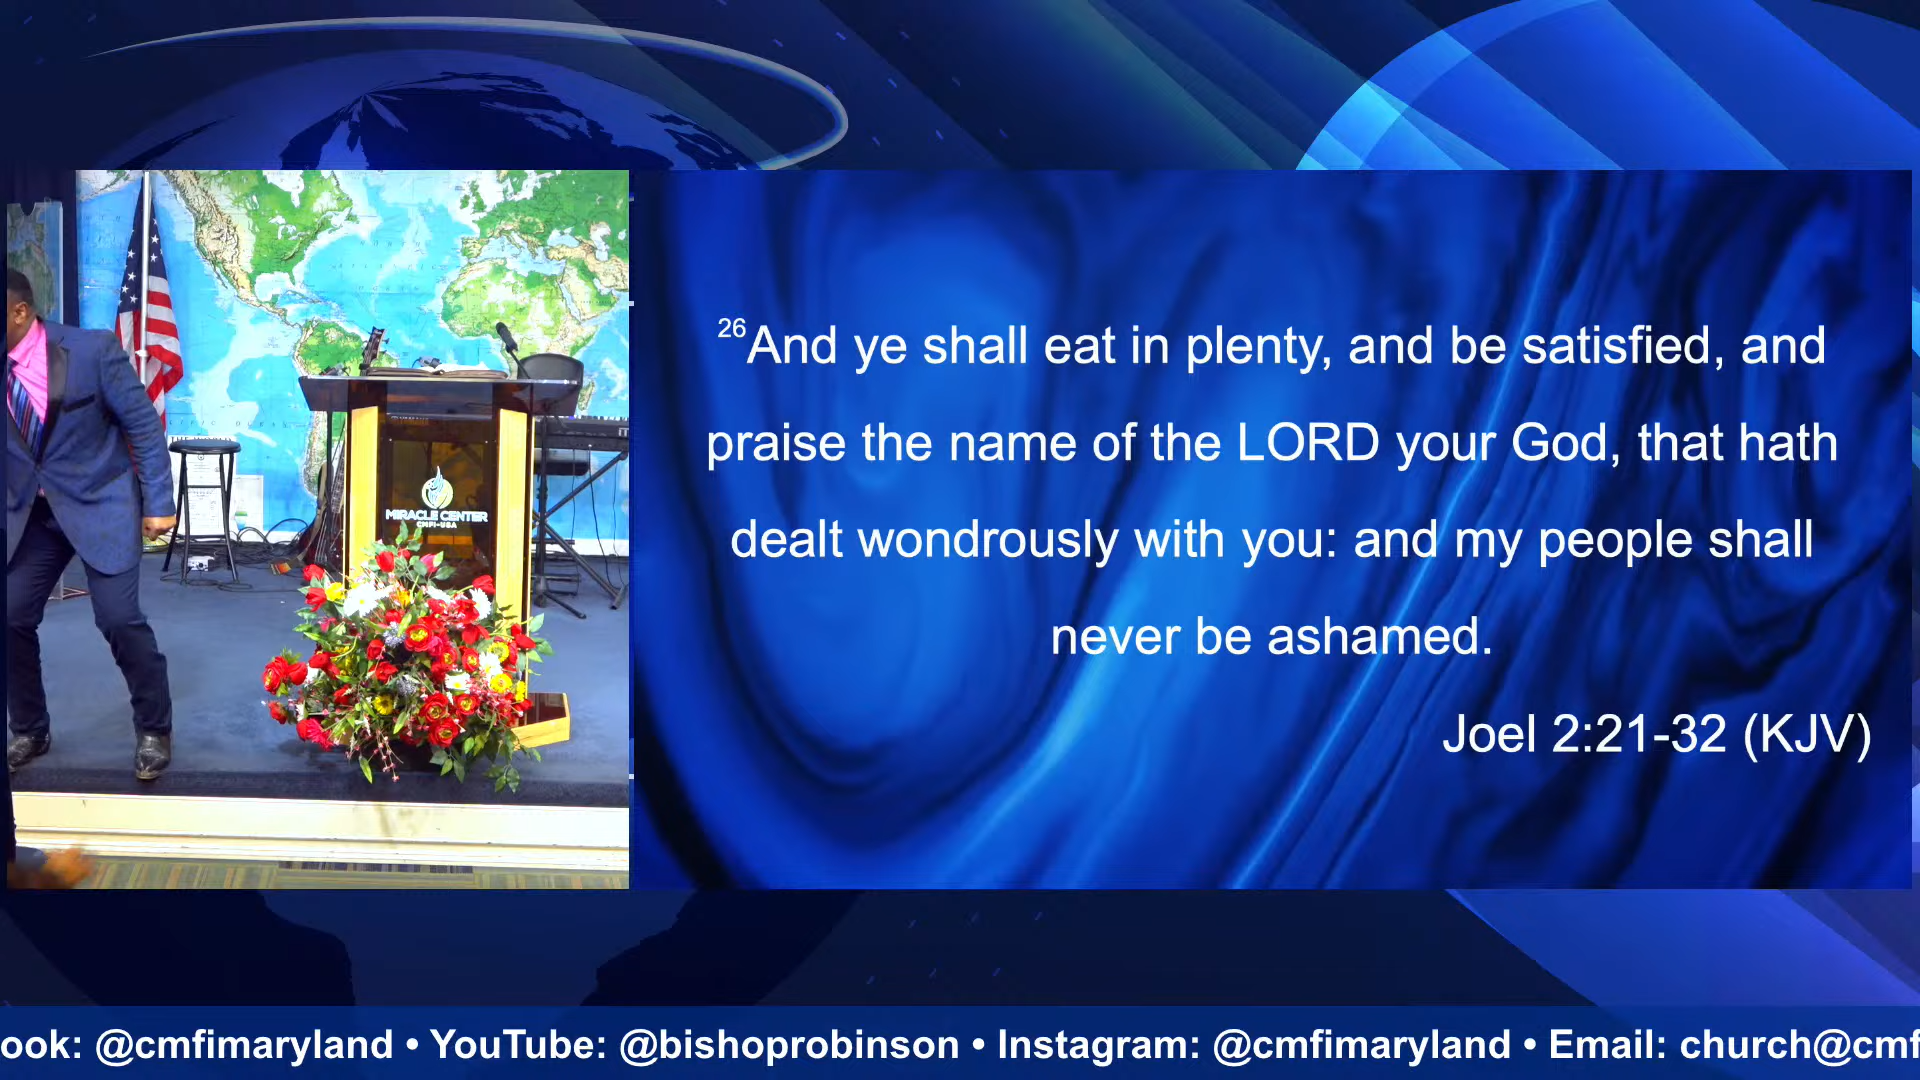 26And ye shall eat in plenty, and be satisfied, and
praise the name of the LORD your God, that hath
dealt wondrously with you: and my people shall
never be ashamed.
Joel 2:21-32 (KJV)
MIRACLE CENTER
CMFI-USA
ook: @cmfimaryland • YouTube: @bishoprobinson • Instagram: @cmfimaryland • Email: church@cmf